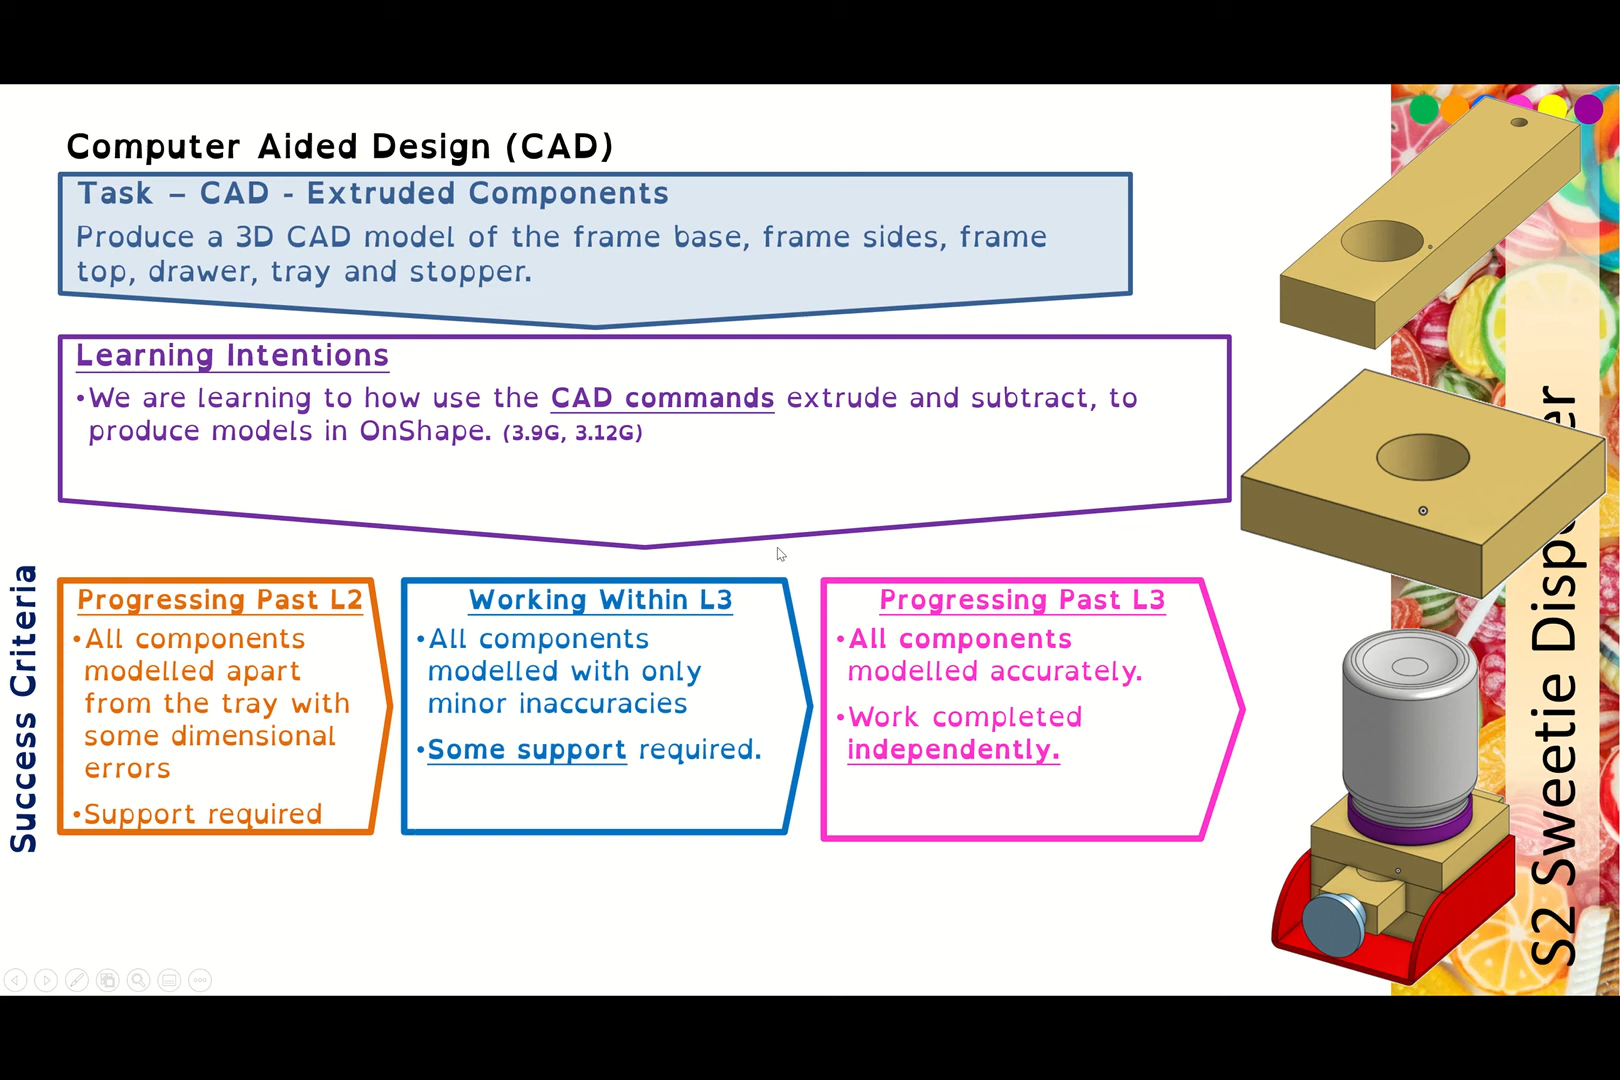 Computer Aided Design (CAD)
Task – CAD - Extruded Components
Produce a 3D CAD model of the frame base, frame sides, frame
top, drawer, tray and stopper.
Learning Intentions
•We are learning to how use the CAD commands extrude and subtract, to
produce models in OnShape. (3.9G, 3.12G)
Success Criteria
Progressing Past L2
•All components
modelled apart
from the tray with
some dimensional
errors
•Support required
Working Within L3
•All components
modelled with only
minor inaccuracies
•Some support required.
Progressing Past L3
•All components
modelled accurately.
•Work completed
independently.
S2 Sweetie Dispe er